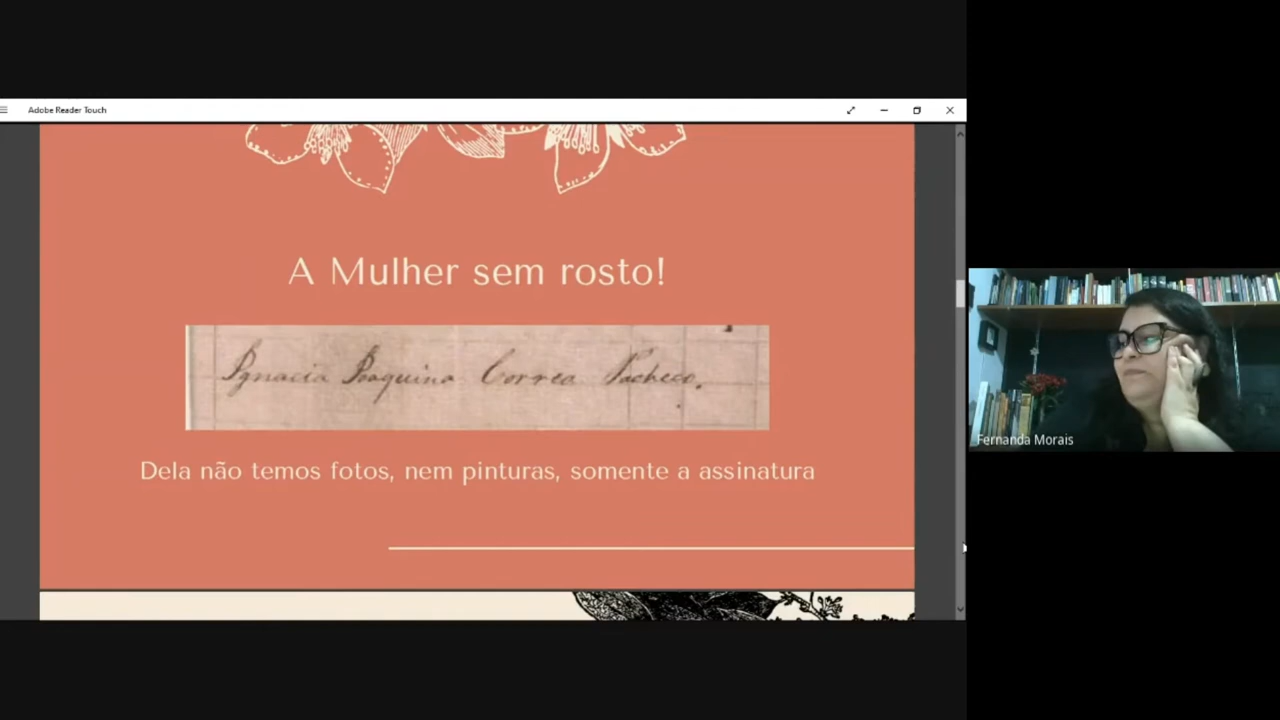 Adobe Reader Touch
A Mulher sem rosto!
Ignacia Joaquina Correa Pacheco.
Dela não temos fotos, nem pinturas, somente a assinatura
Fernanda Morais